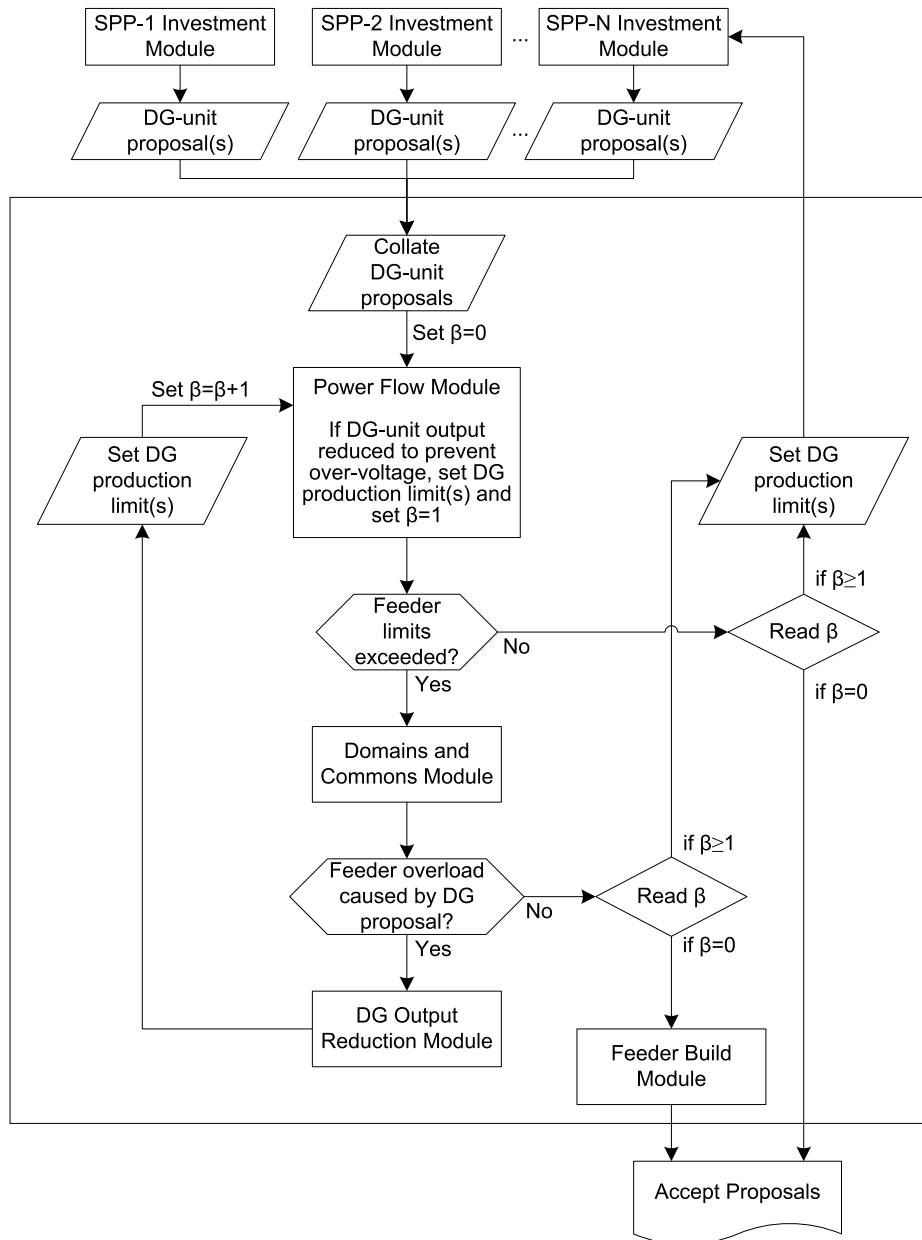 SPP-1 Investment
Module
SPP-2 Investment
Module
...
SPP-N Investment
Module
DG-unit
proposal(s)
DG-unit
proposal(s)
...
DG-unit
proposal(s)
Collate
DG-unit
proposals
Set β=0
Set β=β+1
Power Flow Module
If DG-unit output
reduced to prevent
over-voltage, set DG
production limit(s) and
set β=1
Set DG
production
limit(s)
Set DG
production
limit(s)
if β≥1
Feeder
limits
exceeded?
No
Read β
Yes
if β=0
Domains and
Commons Module
if β≥1
Feeder overload
caused by DG
proposal?
No
Read β
Yes
if β=0
DG Output
Reduction Module
Feeder Build
Module
Accept Proposals